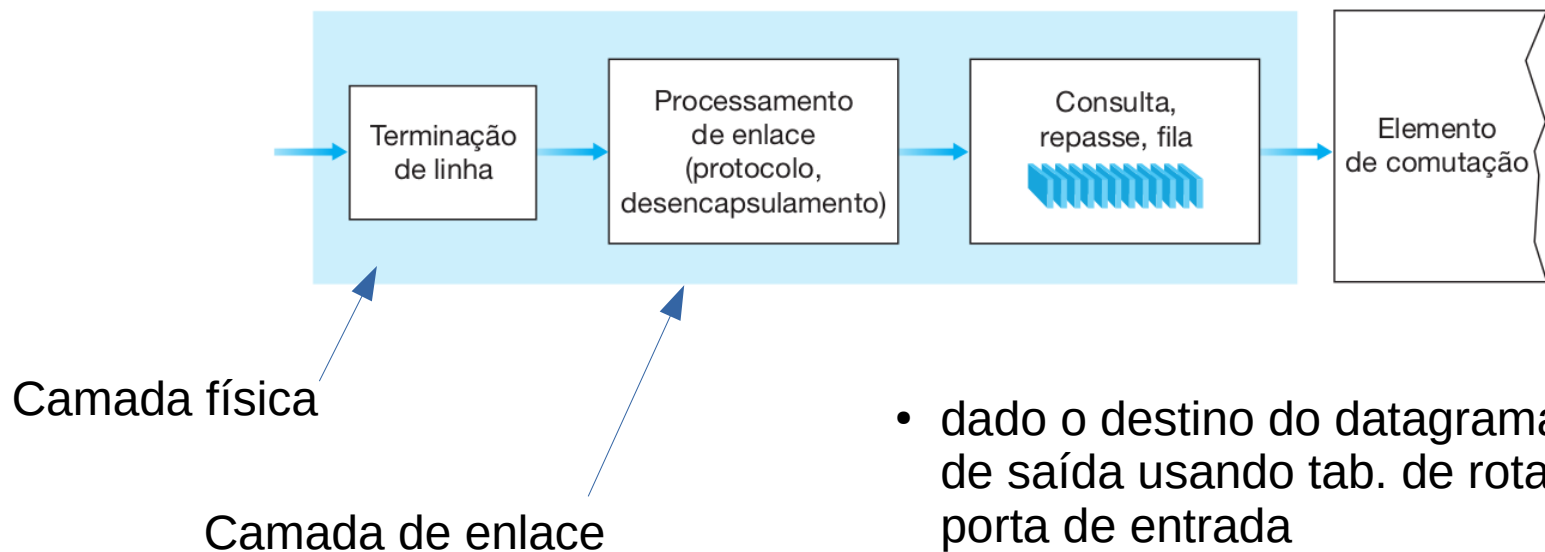 Terminação
de linha
Processamento
de enlace
(protocolo,
desencapsulamento)
Consulta,
repasse, fila
Elemento
de comutação
Camada física
Camada de enlace
• dado o destino do datagrama
de saída usando tab. de rota
porta de entrada